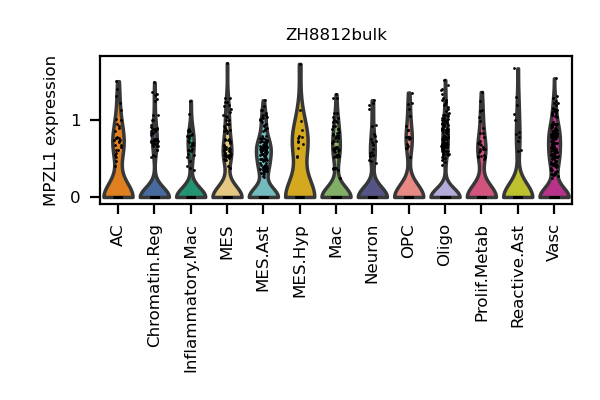 ZH8812bulk
MPZL1 expression
1
0
AC
Chromatin.Reg
Inflammatory.Mac
MES
MES.Ast
MES.Hyp
Mac
Neuron
OPC
Oligo
Prolif.Metab
Reactive.Ast
Vasc